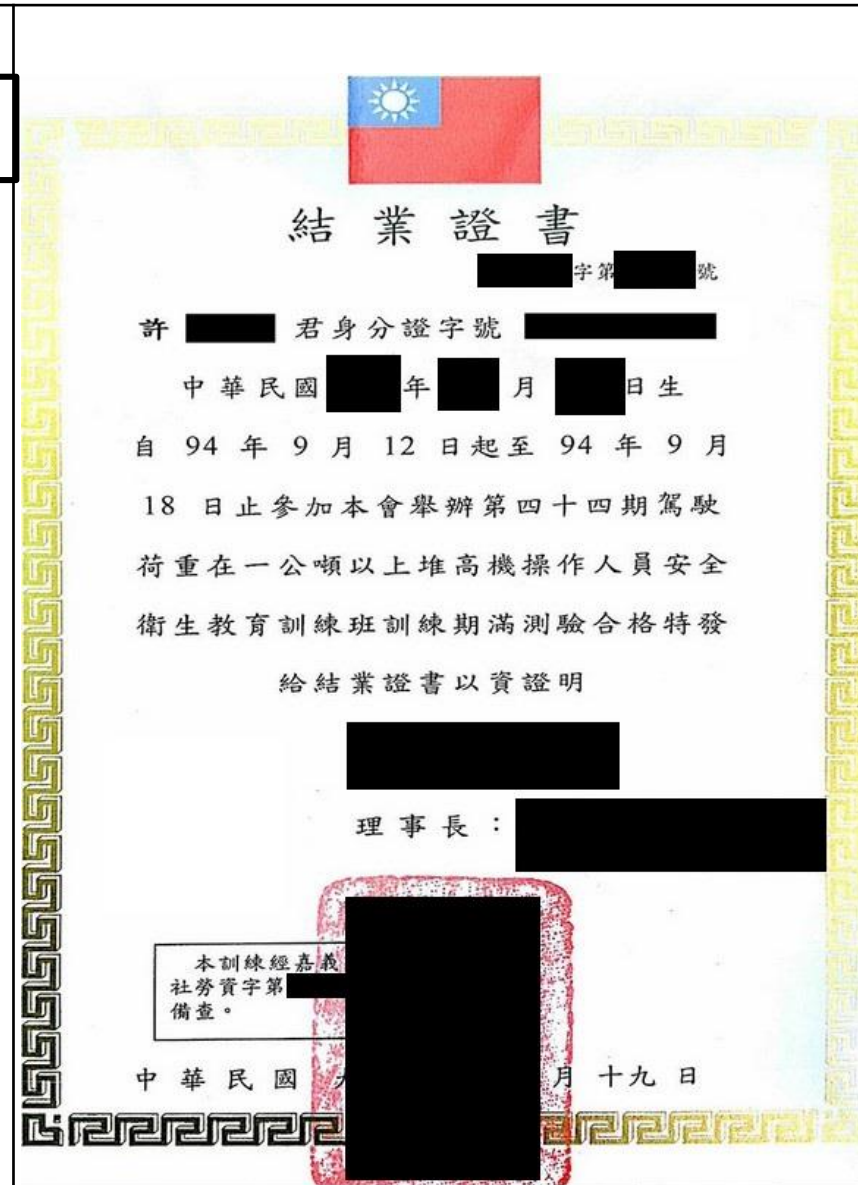 結業證書
字第 號
許 君身分證字號
中華民國 年 月 日生
自 94 年 9 月 12 日起至 94 年 9 月
18 日止參加本會舉辦第四十四期駕駛
荷重在一公噸以上堆高機操作人員安全
衛生教育訓練班訓練期滿測驗合格特發
給結業證書以資證明
理事長：
本訓練經嘉義
社勞資字第
備查。
中華民國 月十九日